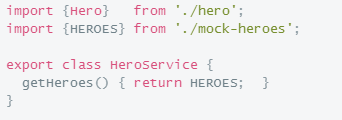 import {Hero}   from './hero';
import {HEROES} from './mock-heroes';

export class HeroService {
  getHeroes() { return HEROES;  }
}